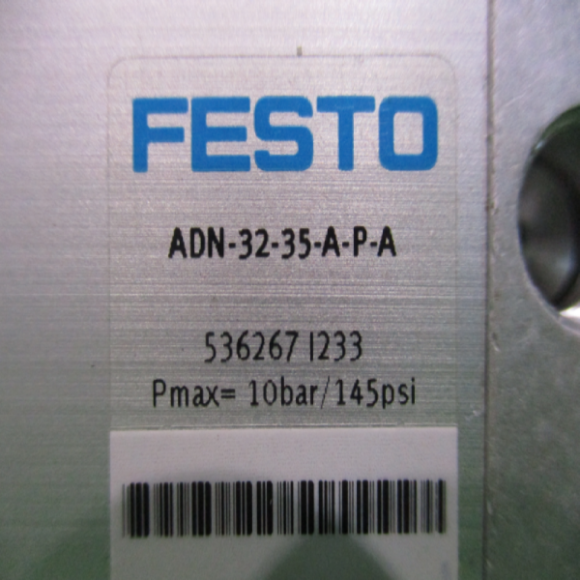 FESTO
ADN-32-35-A-P-A
536267 I233
Pmax= 10bar/145psi